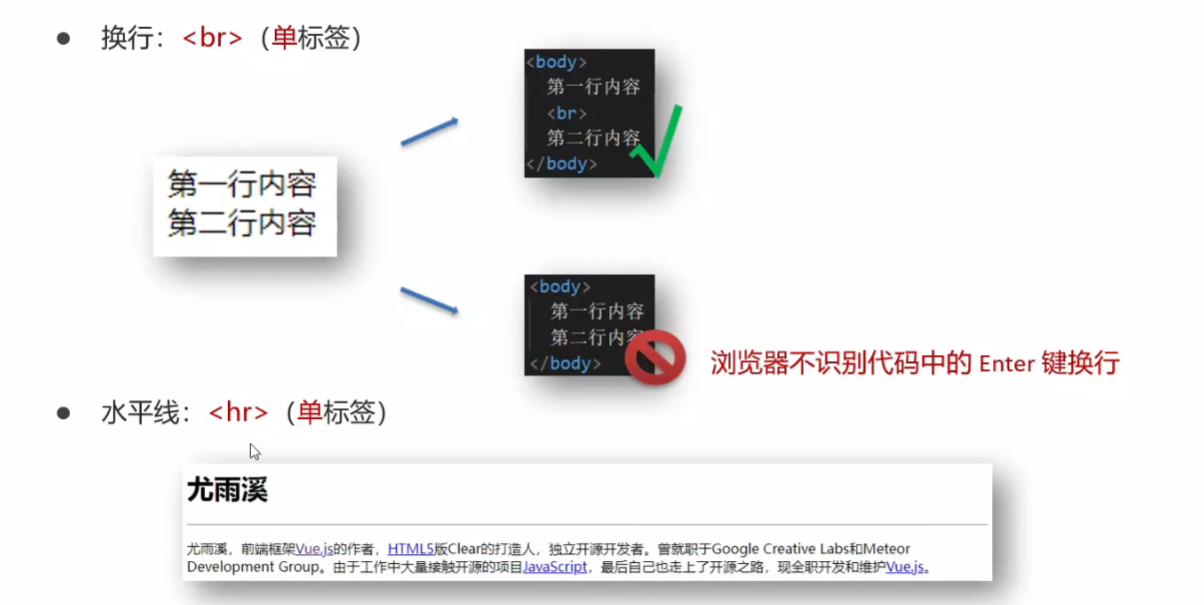 ● 换行：<br>（单标签）
<body>
第一行内容
<br>
第二行内容
</body>
第一行内容
第二行内容
<body>
第一行内容
第二行内容
</body>
浏览器不识别代码中的 Enter 键换行
● 水平线：<hr>（单标签）
尤雨溪
尤雨溪，前端框架Vue.js的作者，HTML5版Clear的打造人，独立开源开发者。曾就职于Google Creative Labs和Meteor
Development Group。由于工作中大量接触开源的项目JavaScript，最后自己也走上了开源之路，现全职开发和维护Vue.js。